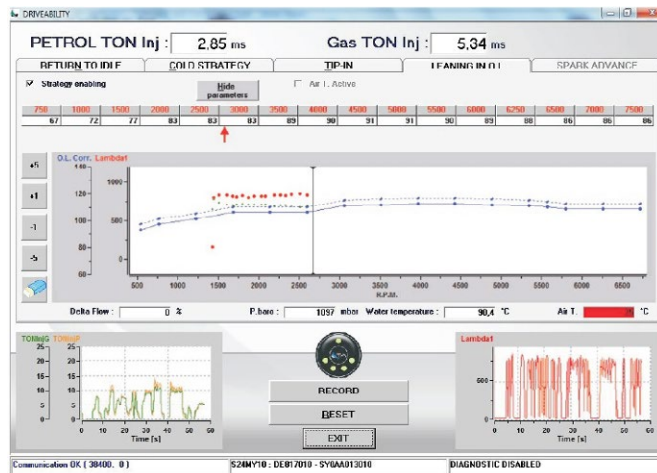 DRIVEABILITY
PETROL TON Inj : 2,85 ms Gas TON Inj : 5,34 ms
RETURN TO IDLE COLD STRATEGY TIP-IN LEANING IN O.L. SPARK ADVANCE
Strategy enabling Hide parameters Air T. Active
750 1000 1500 2000 2500 3000 3500 4000 4500 5000 5500 6000 6250 6500 7000 7500
67 72 77 83 83 83 89 90 91 91 90 89 88 86 86 86
O.L. Corr. Lambda1
+5
+1
-1
-5
140
120
100
80
60
1000
500
0
500 1000 1500 2000 2500 3000 3500 4000 4500 5000 5500 6000 6500
R.P.M.
Delta Flow : 0 % P.baro : 1097 mbar Water temperature : 90,4 °C Air T. °C
TONInjG TONInjP
25 25
20 20
15 15
10 10
5 5
0 0
0 10 20 30 40 50 60
Time [s]
RECORD
RESET
EXIT
Lambda1
500
0
0 10 20 30 40 50 60
Time [s]
Communication OK ( 38400, 0 ) S24MY10 : DE817010 - SY0AA013010 DIAGNOSTIC DISABLED